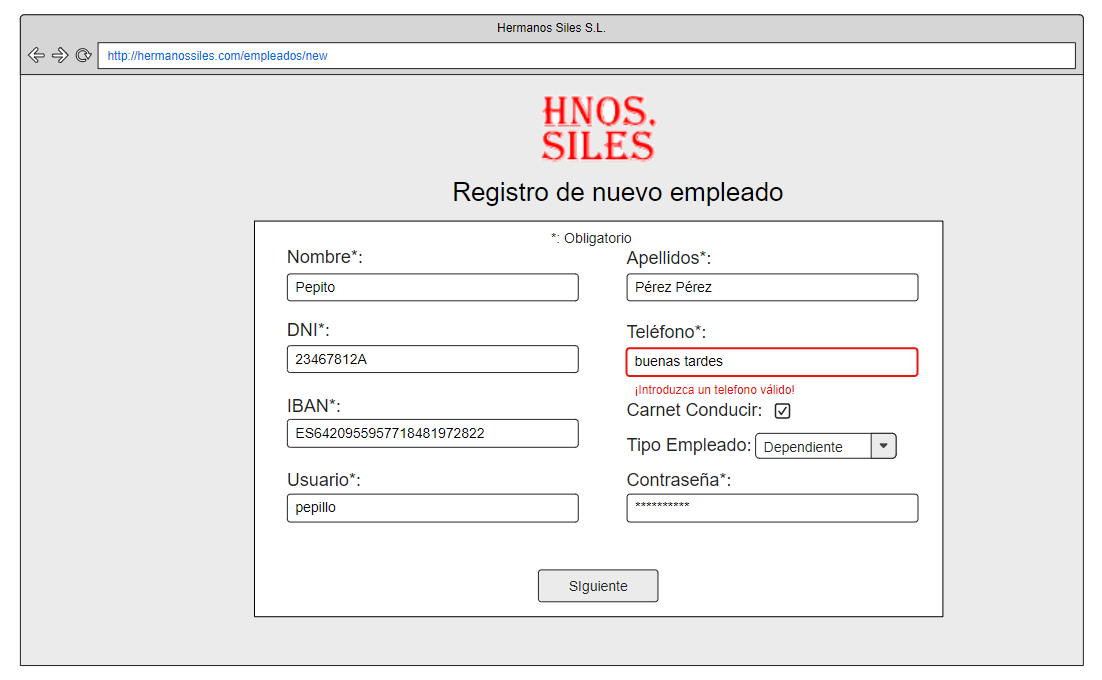 Hermanos Siles S.L.
http://hermanossiles.com/empleados/new
HNOS.
SILES
Registro de nuevo empleado
*: Obligatorio
Nombre*:
Apellidos*:
Pepito
Pérez Pérez
DNI*:
Teléfono*:
23467812A
buenas tardes
¡Introduzca un telefono válido!
IBAN*:
Carnet Conducir:
ES6420955957718481972822
Tipo Empleado: Dependiente
Usuario*:
Contraseña*:
pepillo
**********
SIguiente